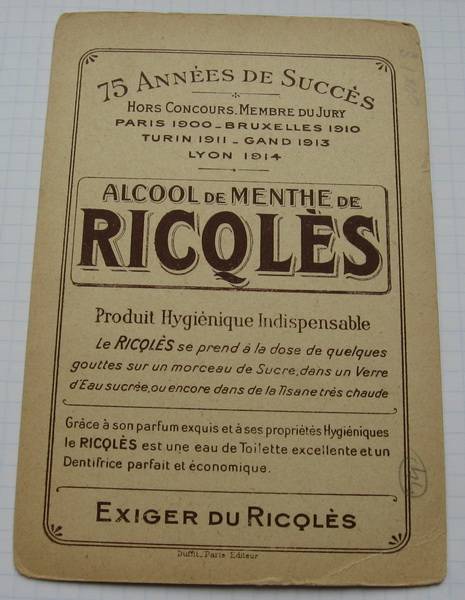 75 ANNÉES DE SUCCÈS
HORS CONCOURS. MEMBRE DU JURY
PARIS 1900 - BRUXELLES 1910
TURIN 1911 - GAND 1913
LYON 1914
ALCOOL DE MENTHE DE
RICQLÈS
Produit Hygiénique Indispensable
Le RICQLÈS se prend à la dose de quelques
gouttes sur un morceau de Sucre, dans un Verre
d'Eau sucrée, ou encore dans de la Tisane très chaude
Grâce à son parfum exquis et à ses propriétés Hygiéniques
le RICQLÈS est une eau de Toilette excellente et un
Dentifrice parfait et économique.
EXIGER DU RICQLÈS
Duffit. Paris Editeur